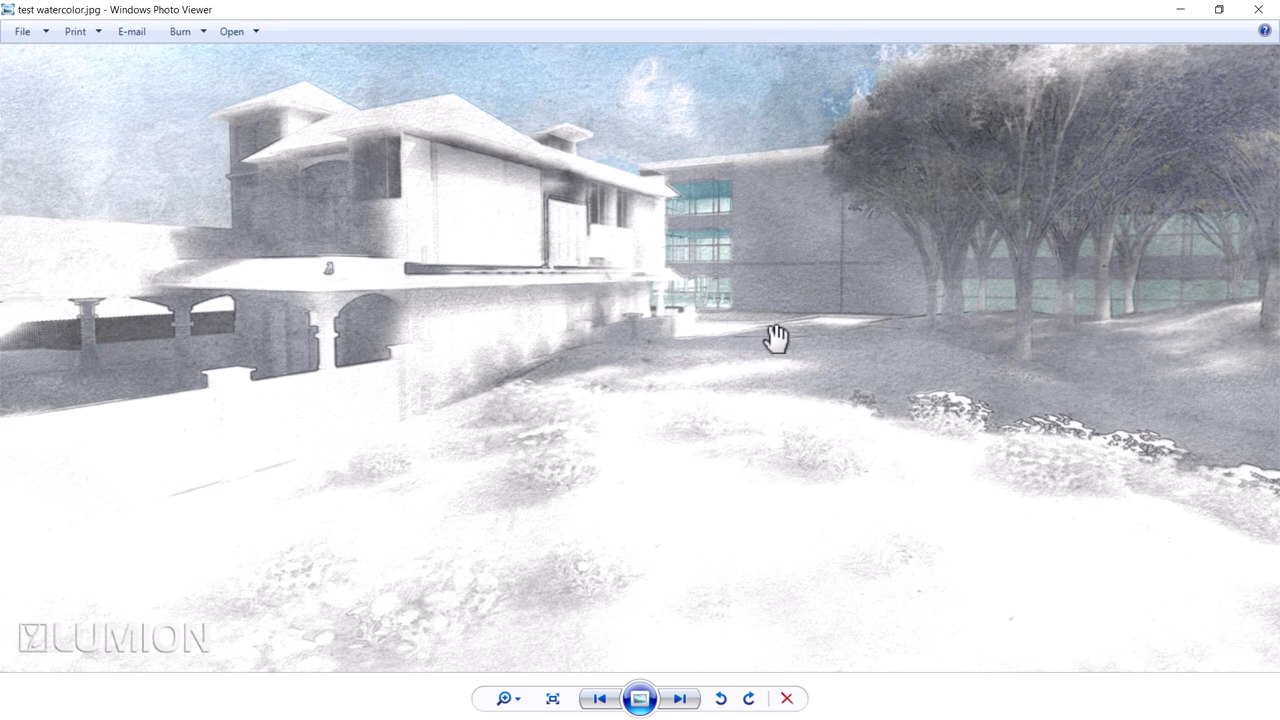 test watercolor.jpg - Windows Photo Viewer
File Print E-mail Burn Open
LUMION